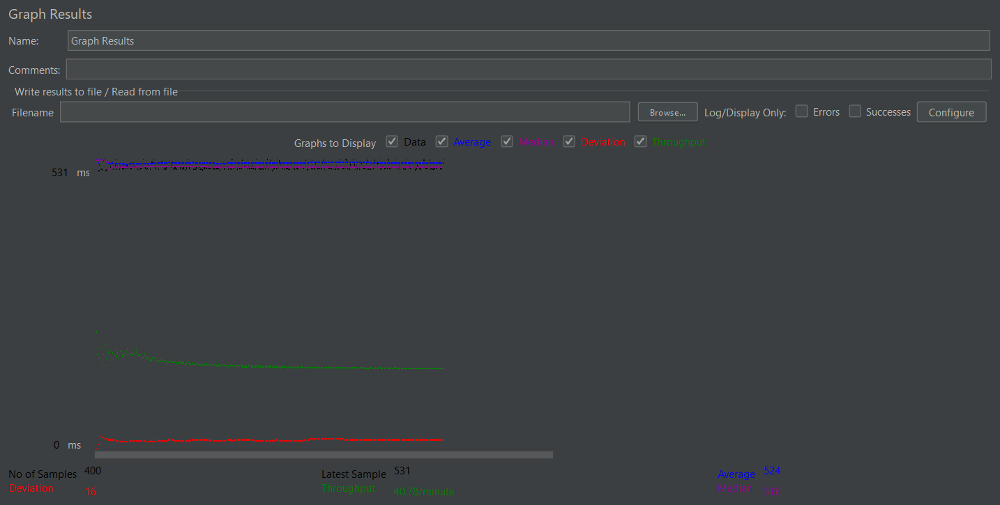 Graph Results
Name: Graph Results
Comments:
Write results to file / Read from file
Filename Browse... Log/Display Only: Errors Successes Configure
Graphs to Display Data Average Median Deviation Throughput
531 ms
0 ms
No of Samples 400 Latest Sample 531 Average 524
Deviation 16 Throughput 40.78/minute Median 516